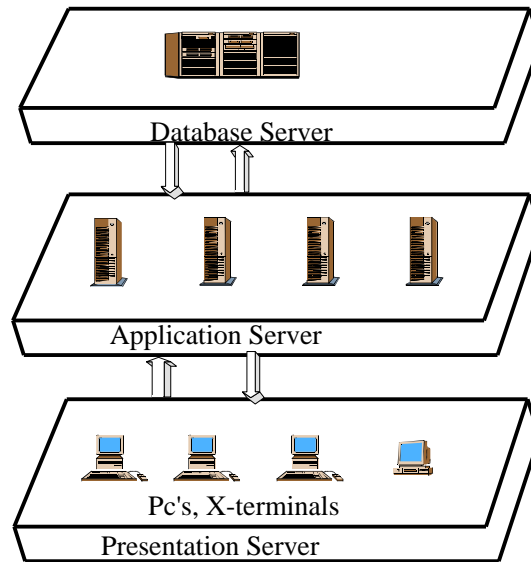 Database Server
Application Server
Pc's, X-terminals
Presentation Server